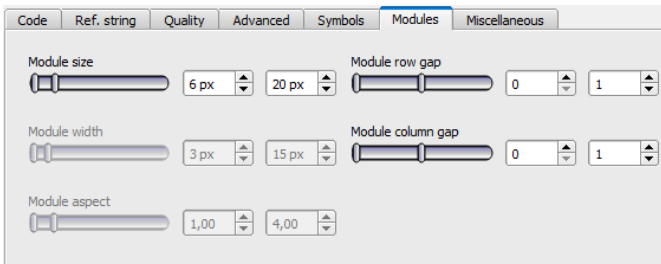 Code Ref. string Quality Advanced Symbols Modules Miscellaneous
Module size Module row gap
6 px 20 px 0 1
Module width Module column gap
3 px 15 px 0 1
Module aspect
1,00 4,00